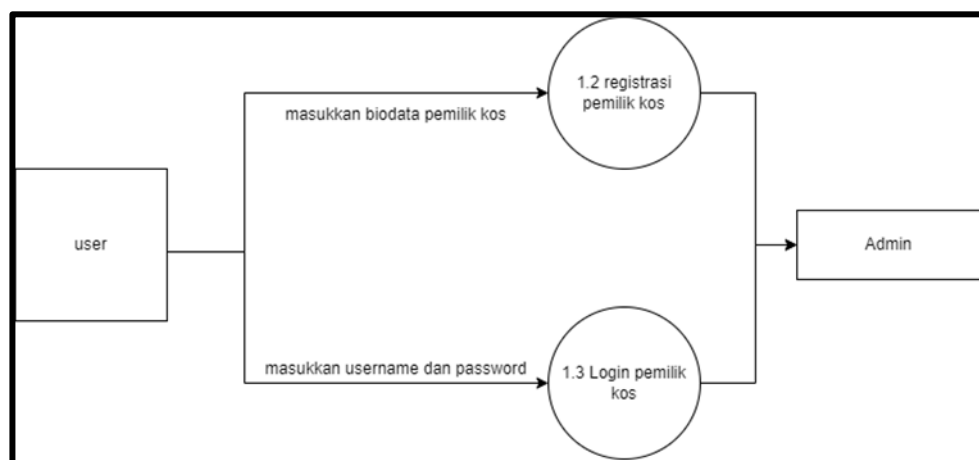 1.2 registrasi
pemilik kos
masukkan biodata pemilik kos
user
Admin
masukkan username dan password
1.3 Login pemilik
kos